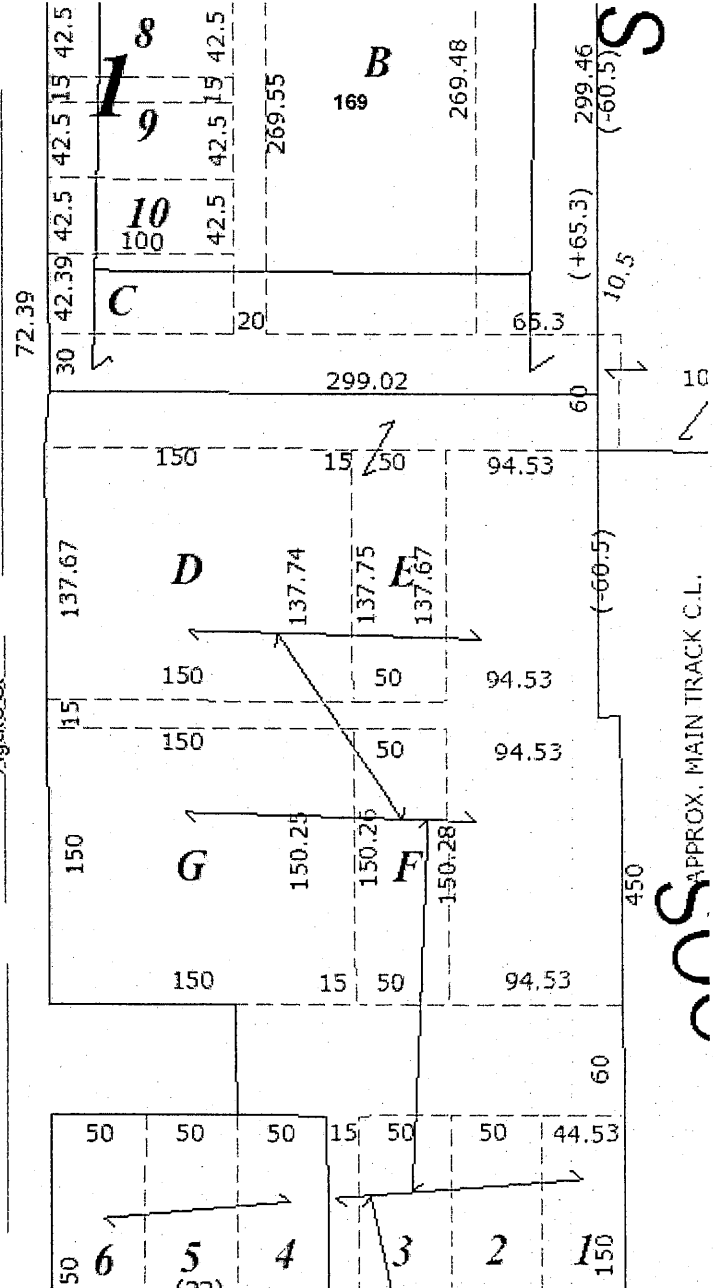 42.5 8 42.5 B 269.48 299.46 (-60.5) S
15 1 15 269.55 169
42.5 9 42.5
42.5 10 42.5 (+65.3)
100
42.39 C 10.5
72.39 20 65.3
30 299.02 60 10
150 15 50 94.53
137.67 D 137.74 137.75 E 137.67 (-60.5)
150 50 94.53
15
150 50 94.53
APPROX. MAIN TRACK C.L.
150 G 150.25 150.26 F 150.28 450
150 15 50 94.53
60
50 50 50 15 50 50 44.53
50 6 5 4 3 2 1 150